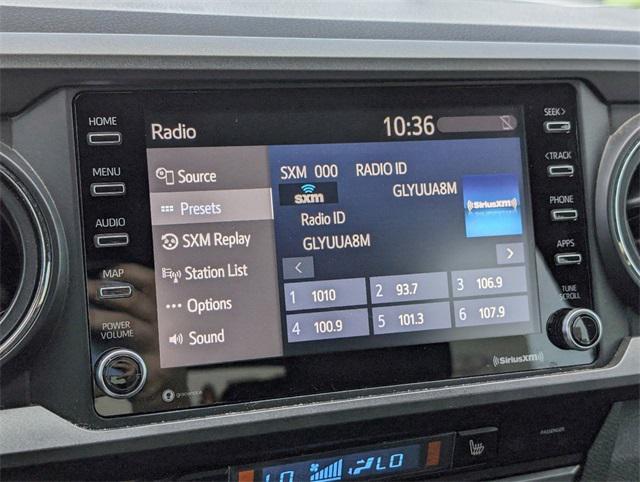 HOME
MENU
AUDIO
MAP
POWER
VOLUME
Radio
10:36
Source
Presets
SXM Replay
Station List
Options
Sound
SXM 000 RADIO ID
GLYUUA8M
sxm
Radio ID
GLYUUA8M
SiriusXM
< >
1 1010
2 93.7
3 106.9
4 100.9
5 101.3
6 107.9
SEEK>
<TRACK
PHONE
APPS
TUNE
SCROLL
SiriusXM
gracenote
PASSENGER
LO
LO